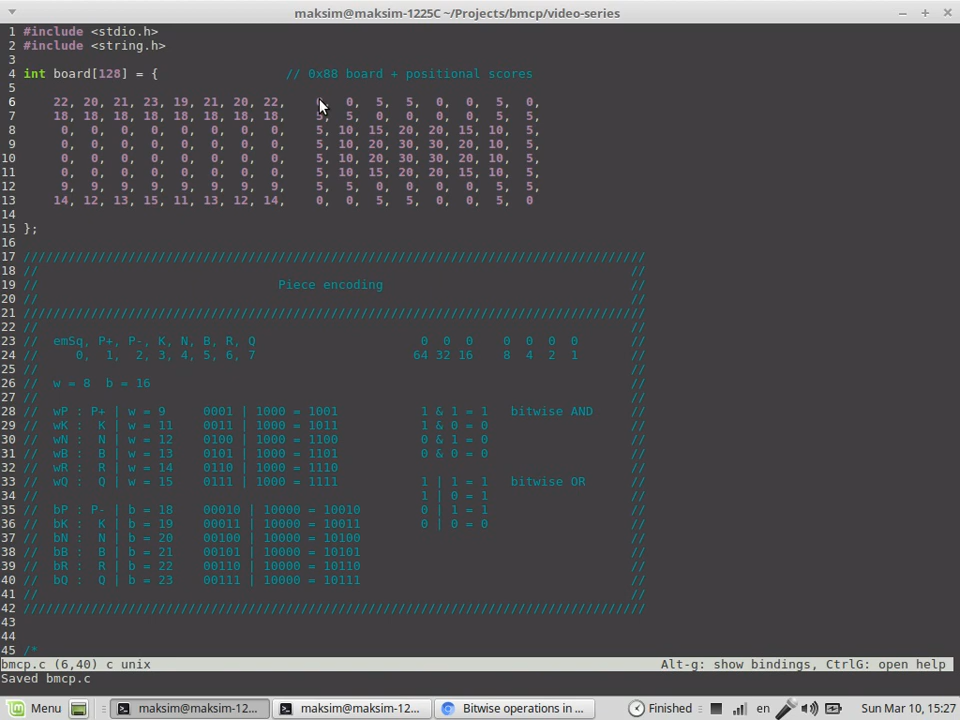 maksim@maksim-1225C ~/Projects/bmcp/video-series
1 #include <stdio.h>
2 #include <string.h>
3
4 int board[128] = {                 // 0x88 board + positional scores
5
6     22, 20, 21, 23, 19, 21, 20, 22,        0,  5,  5,  0,  0,  5,  0,
7     18, 18, 18, 18, 18, 18, 18, 18,    5,  5,  0,  0,  0,  0,  5,  5,
8      0,  0,  0,  0,  0,  0,  0,  0,    5, 10, 15, 20, 20, 15, 10,  5,
9      0,  0,  0,  0,  0,  0,  0,  0,    5, 10, 20, 30, 30, 20, 10,  5,
10      0,  0,  0,  0,  0,  0,  0,  0,    5, 10, 20, 30, 30, 20, 10,  5,
11      0,  0,  0,  0,  0,  0,  0,  0,    5, 10, 15, 20, 20, 15, 10,  5,
12      9,  9,  9,  9,  9,  9,  9,  9,    5,  5,  0,  0,  0,  0,  5,  5,
13     14, 12, 13, 15, 11, 13, 12, 14,    0,  0,  5,  5,  0,  0,  5,  0
14
15 };
16
17 ///////////////////////////////////////////////////////////////////////////////////
18 //                                                                               //
19 //                                Piece encoding                                 //
20 //                                                                               //
21 ///////////////////////////////////////////////////////////////////////////////////
22 //                                                                               //
23 //  emSq, P+, P-, K, N, B, R, Q                      0  0  0    0  0  0  0       //
24 //     0,  1,  2, 3, 4, 5, 6, 7                     64 32 16    8  4  2  1       //
25 //                                                                               //
26 //  w = 8  b = 16                                                                //
27 //                                                                               //
28 //  wP : P+ | w = 9     0001 | 1000 = 1001           1 & 1 = 1   bitwise AND     //
29 //  wK :  K | w = 11    0011 | 1000 = 1011           1 & 0 = 0                   //
30 //  wN :  N | w = 12    0100 | 1000 = 1100           0 & 1 = 0                   //
31 //  wB :  B | w = 13    0101 | 1000 = 1101           0 & 0 = 0                   //
32 //  wR :  R | w = 14    0110 | 1000 = 1110                                       //
33 //  wQ :  Q | w = 15    0111 | 1000 = 1111           1 | 1 = 1   bitwise OR      //
34 //                                                   1 | 0 = 1                   //
35 //  bP : P- | b = 18    00010 | 10000 = 10010        0 | 1 = 1                   //
36 //  bK :  K | b = 19    00011 | 10000 = 10011        0 | 0 = 0                   //
37 //  bN :  N | b = 20    00100 | 10000 = 10100                                    //
38 //  bB :  B | b = 21    00101 | 10000 = 10101                                    //
39 //  bR :  R | b = 22    00110 | 10000 = 10110                                    //
40 //  bQ :  Q | b = 23    00111 | 10000 = 10111                                    //
41 //                                                                               //
42 ///////////////////////////////////////////////////////////////////////////////////
43
44
45 /*
bmcp.c (6,40) c unix                    Alt-g: show bindings, CtrlG: open help
Saved bmcp.c
Menu maksim@maksim-12... maksim@maksim-12... Bitwise operations in ... Finished en Sun Mar 10, 15:27